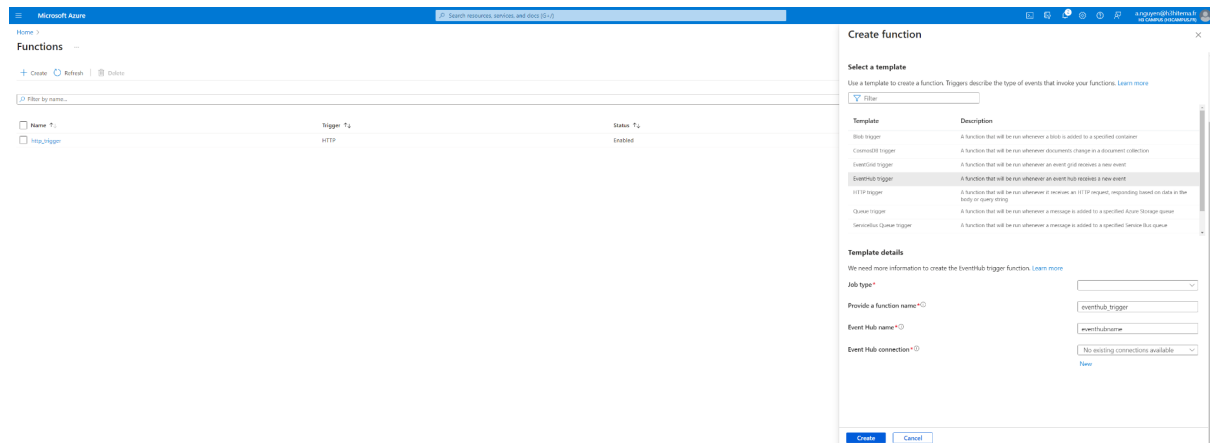 Microsoft Azure
Search resources, services, and docs (G+/)
a.nguyen@h3hitema.fr
H3 CAMPUS (H3CAMPUS.FR)
Home >
Functions
Create Refresh Delete
Filter by name...
Name Trigger Status
http_trigger HTTP Enabled
Create function
Select a template
Use a template to create a function. Triggers describe the type of events that invoke your functions. Learn more
Filter
Template Description
Blob trigger A function that will be run whenever a blob is added to a specified container
CosmosDB trigger A function that will be run whenever documents change in a document collection
EventGrid trigger A function that will be run whenever an event grid receives a new event
EventHub trigger A function that will be run whenever an event hub receives a new event
HTTP trigger A function that will be run whenever it receives an HTTP request, responding based on data in the
body or query string
Queue trigger A function that will be run whenever a message is added to a specified Azure Storage queue
ServiceBus Queue trigger A function that will be run whenever a message is added to a specified Service Bus queue
Template details
We need more information to create the EventHub trigger function. Learn more
Job type*
Provide a function name* eventhub_trigger
Event Hub name* eventhubname
Event Hub connection* No existing connections available
New
Create Cancel